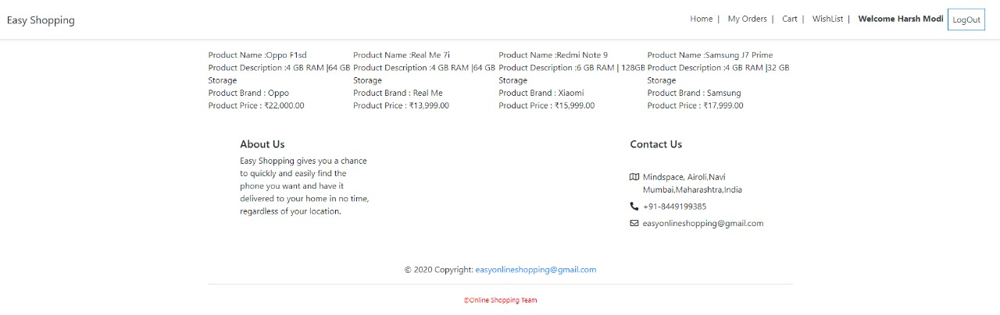 Easy Shopping
Home | My Orders | Cart | WishList | Welcome Harsh Modi LogOut
Product Name :Oppo F1sd
Product Description :4 GB RAM |64 GB
Storage
Product Brand : Oppo
Product Price : ₹22,000.00
Product Name :Real Me 7i
Product Description :4 GB RAM |64 GB
Storage
Product Brand : Real Me
Product Price : ₹13,999.00
Product Name :Redmi Note 9
Product Description :6 GB RAM | 128GB
Storage
Product Brand : Xiaomi
Product Price : ₹15,999.00
Product Name :Samsung J7 Prime
Product Description :4 GB RAM |32 GB
Storage
Product Brand : Samsung
Product Price : ₹17,999.00
About Us
Easy Shopping gives you a chance
to quickly and easily find the
phone you want and have it
delivered to your home in no time,
regardless of your location.
Contact Us
Mindspace, Airoli,Navi
Mumbai,Maharashtra,India
+91-8449199385
easyonlineshopping@gmail.com
© 2020 Copyright: easyonlineshopping@gmail.com
©Online Shopping Team